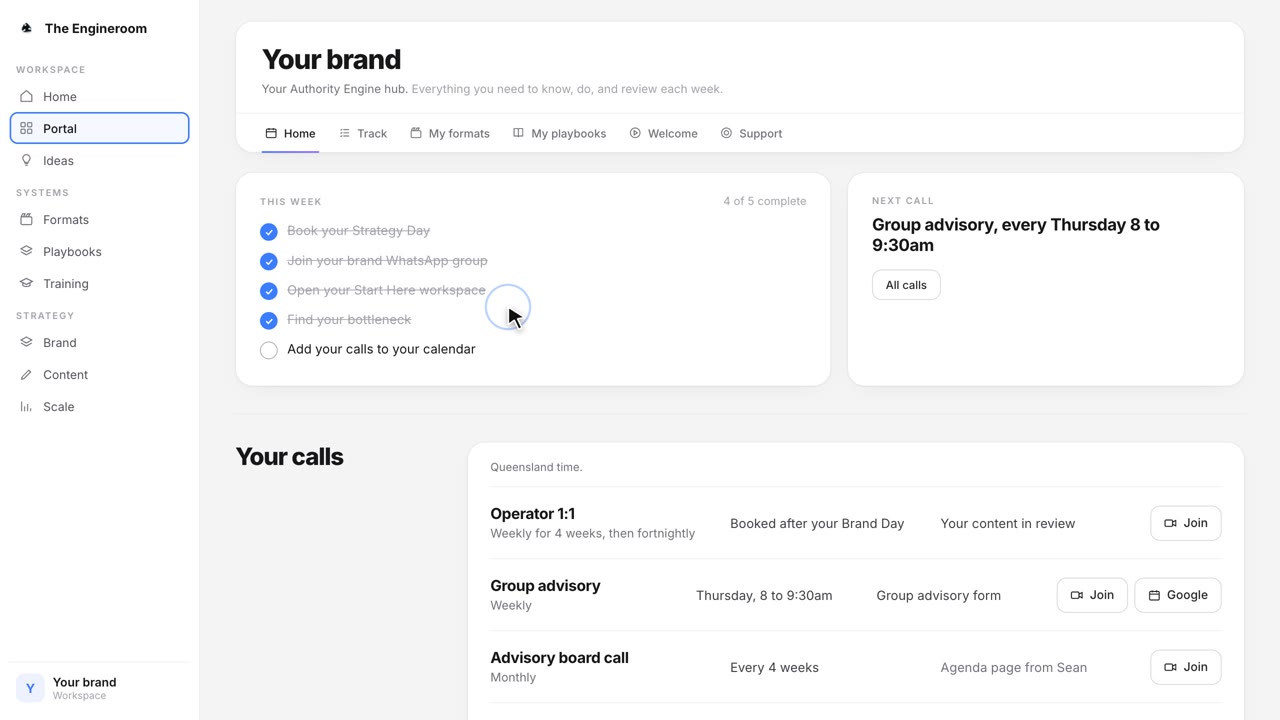 The Engineroom
WORKSPACE
Home
Portal
Ideas
SYSTEMS
Formats
Playbooks
Training
STRATEGY
Brand
Content
Scale
Y
Your brand
Workspace
Your brand
Your Authority Engine hub. Everything you need to know, do, and review each week.
Home Track My formats My playbooks Welcome Support
THIS WEEK 4 of 5 complete
Book your Strategy Day
Join your brand WhatsApp group
Open your Start Here workspace
Find your bottleneck
Add your calls to your calendar
NEXT CALL
Group advisory, every Thursday 8 to
9:30am
All calls
Your calls
Queensland time.
Operator 1:1
Weekly for 4 weeks, then fortnightly
Booked after your Brand Day
Your content in review
Join
Group advisory
Weekly
Thursday, 8 to 9:30am
Group advisory form
Join
Google
Advisory board call
Monthly
Every 4 weeks
Agenda page from Sean
Join